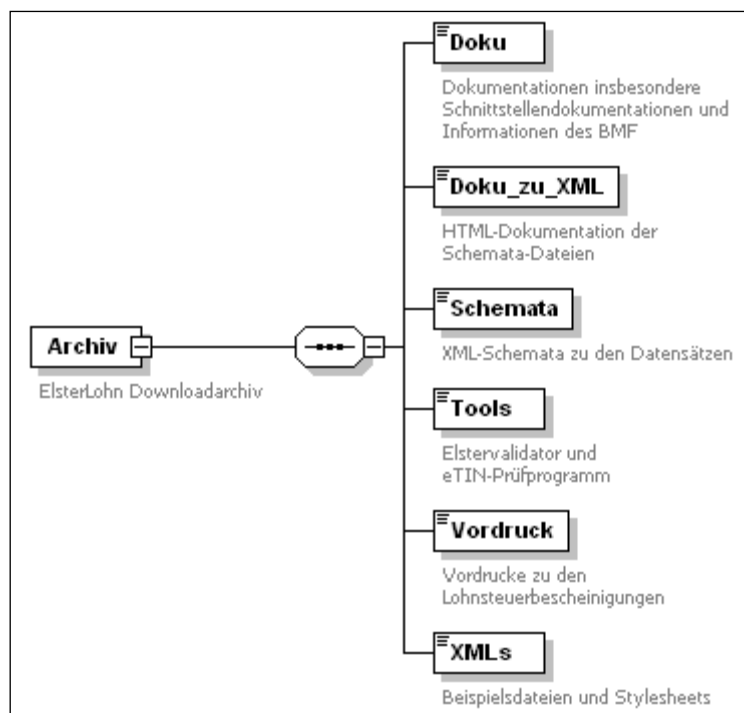 Doku
Dokumentationen insbesondere
Schnittstellendokumentationen und
Informationen des BMF
Doku_zu_XML
HTML-Dokumentation der
Schemata-Dateien
Schemata
XML-Schemata zu den Datensätzen
Archiv
ElsterLohn Downloadarchiv
Tools
Elstervalidator und
eTIN-Prüfprogramm
Vordruck
Vordrucke zu den
Lohnsteuerbescheinigungen
XMLs
Beispielsdateien und Stylesheets